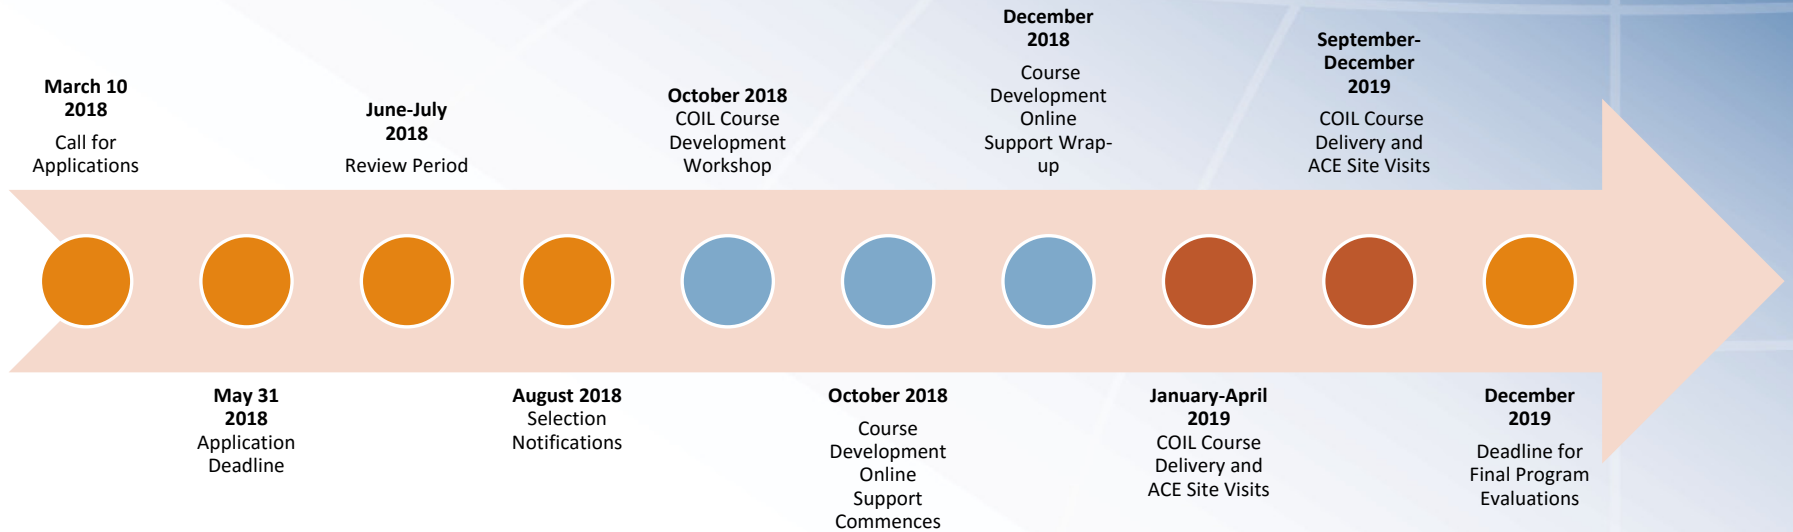 March 10
2018
Call for
Applications
May 31
2018
Application
Deadline
June-July
2018
Review Period
August 2018
Selection
Notifications
October 2018
COIL Course
Development
Workshop
October 2018
Course
Development
Online
Support
Commences
December
2018
Course
Development
Online
Support Wrap-
up
January-April
2019
COIL Course
Delivery and
ACE Site Visits
September-
December
2019
COIL Course
Delivery and
ACE Site Visits
December
2019
Deadline for
Final Program
Evaluations